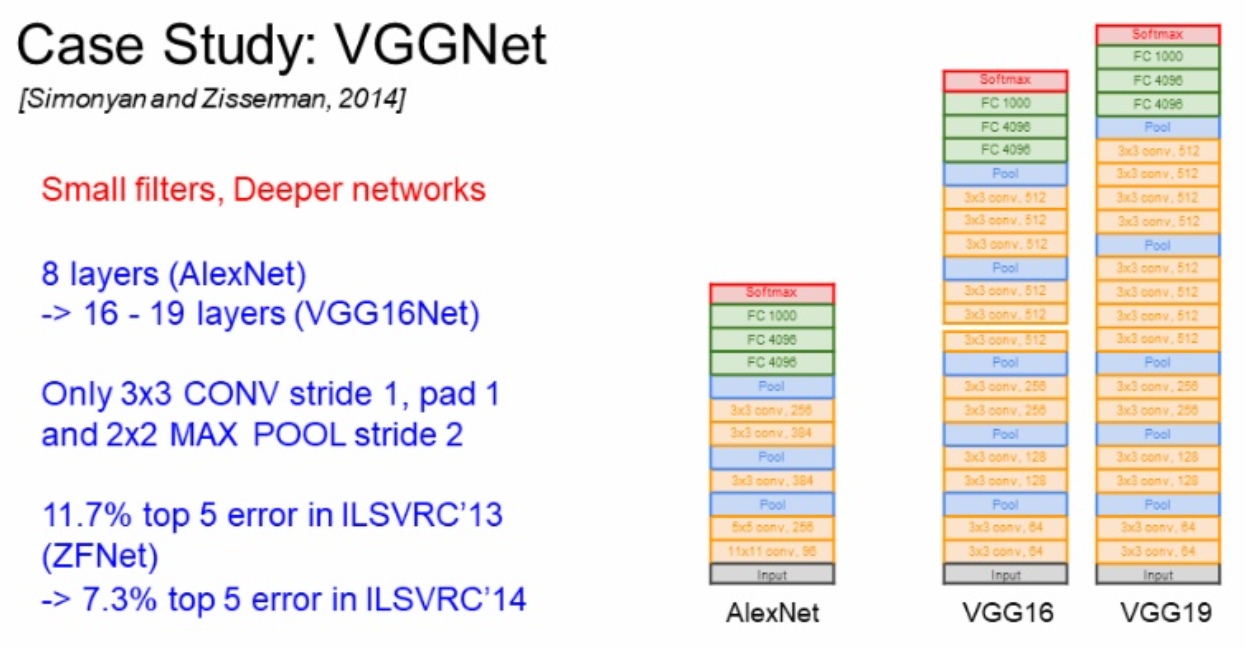 Case Study: VGGNet
[Simonyan and Zisserman, 2014]
Small filters, Deeper networks
8 layers (AlexNet)
-> 16 - 19 layers (VGG16Net)
Only 3x3 CONV stride 1, pad 1
and 2x2 MAX POOL stride 2
11.7% top 5 error in ILSVRC'13
(ZFNet)
-> 7.3% top 5 error in ILSVRC'14
Softmax
FC 1000
FC 4096
FC 4096
Pool
3x3 conv, 256
3x3 conv, 384
Pool
3x3 conv, 384
Pool
5x5 conv, 256
11x11 conv, 96
Input
AlexNet
Softmax
FC 1000
FC 4096
FC 4096
Pool
3x3 conv, 512
3x3 conv, 512
3x3 conv, 512
Pool
3x3 conv, 512
3x3 conv, 512
3x3 conv, 512
Pool
3x3 conv, 256
3x3 conv, 256
Pool
3x3 conv, 128
3x3 conv, 128
Pool
3x3 conv, 64
3x3 conv, 64
Input
VGG16
Softmax
FC 1000
FC 4096
FC 4096
Pool
3x3 conv, 512
3x3 conv, 512
3x3 conv, 512
3x3 conv, 512
Pool
3x3 conv, 512
3x3 conv, 512
3x3 conv, 512
3x3 conv, 512
Pool
3x3 conv, 256
3x3 conv, 256
Pool
3x3 conv, 128
3x3 conv, 128
Pool
3x3 conv, 64
3x3 conv, 64
Input
VGG19